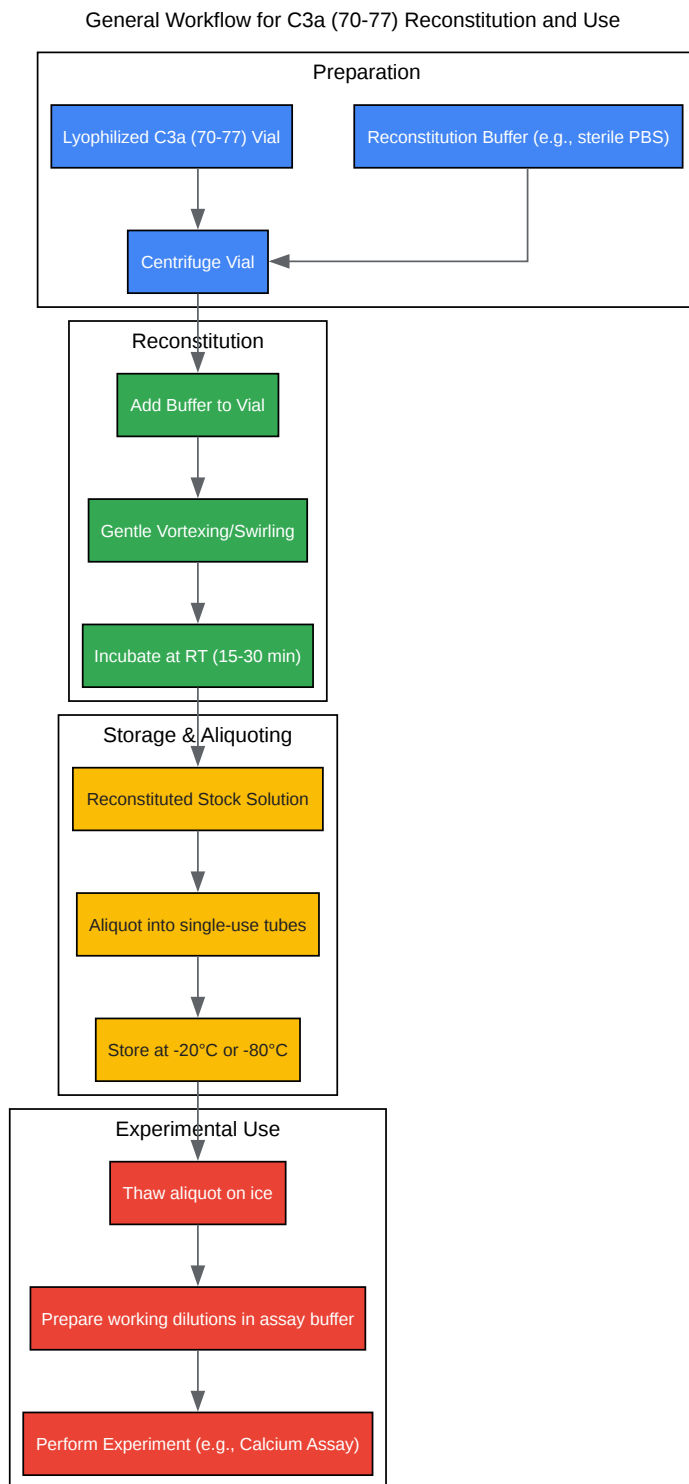 General Workflow for C3a (70-77) Reconstitution and Use
Preparation
Lyophilized C3a (70-77) Vial
Reconstitution Buffer (e.g., sterile PBS)
Centrifuge Vial
Reconstitution
Add Buffer to Vial
Gentle Vortexing/Swirling
Incubate at RT (15-30 min)
Storage & Aliquoting
Reconstituted Stock Solution
Aliquot into single-use tubes
Store at -20°C or -80°C
Experimental Use
Thaw aliquot on ice
Prepare working dilutions in assay buffer
Perform Experiment (e.g., Calcium Assay)